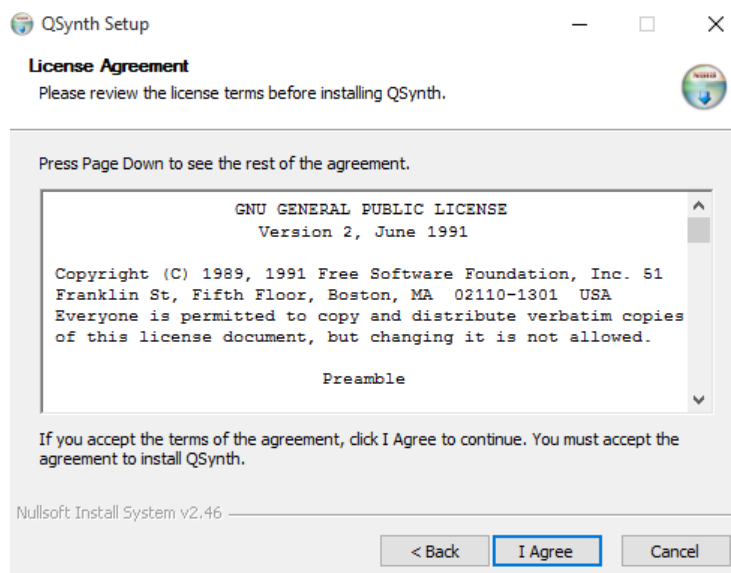 QSynth Setup
License Agreement
Please review the license terms before installing QSynth.
Press Page Down to see the rest of the agreement.
GNU GENERAL PUBLIC LICENSE
Version 2, June 1991
Copyright (C) 1989, 1991 Free Software Foundation, Inc. 51
Franklin St, Fifth Floor, Boston, MA 02110-1301 USA
Everyone is permitted to copy and distribute verbatim copies
of this license document, but changing it is not allowed.
Preamble
If you accept the terms of the agreement, click I Agree to continue. You must accept the
agreement to install QSynth.
Nullsoft Install System v2.46
< Back
I Agree
Cancel